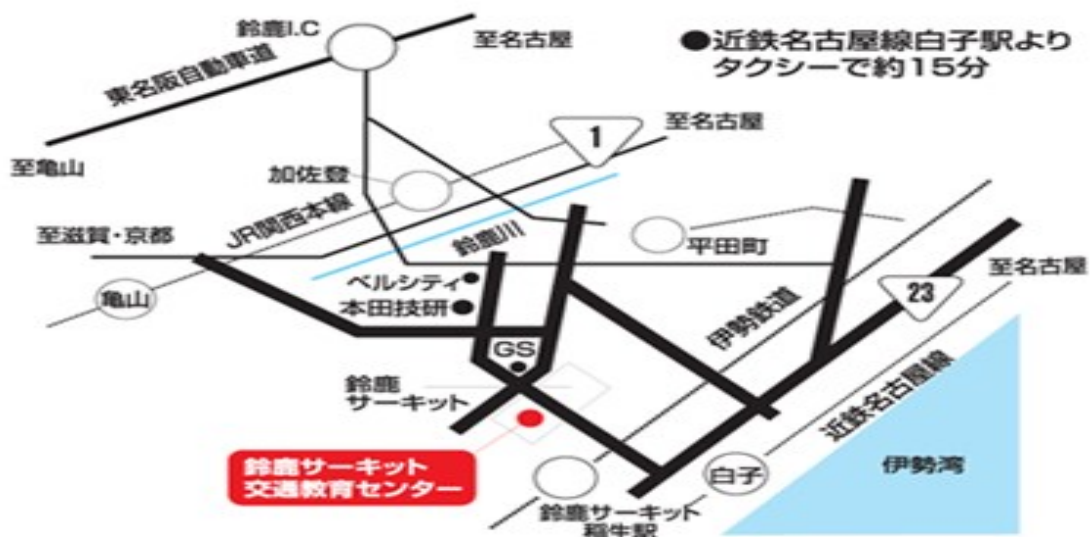 鈴鹿I.C
至名古屋
●近鉄名古屋線白子駅より
タクシーで約15分
東名阪自動車道
至亀山
1
至名古屋
加佐登
JR関西本線
至滋賀・京都
鈴鹿川
平田町
亀山
ベルシティ
本田技研
至名古屋
23
伊勢鉄道
GS
鈴鹿
サーキット
近鉄名古屋線
鈴鹿サーキット
交通教育センター
白子
伊勢湾
鈴鹿サーキット
稲生駅